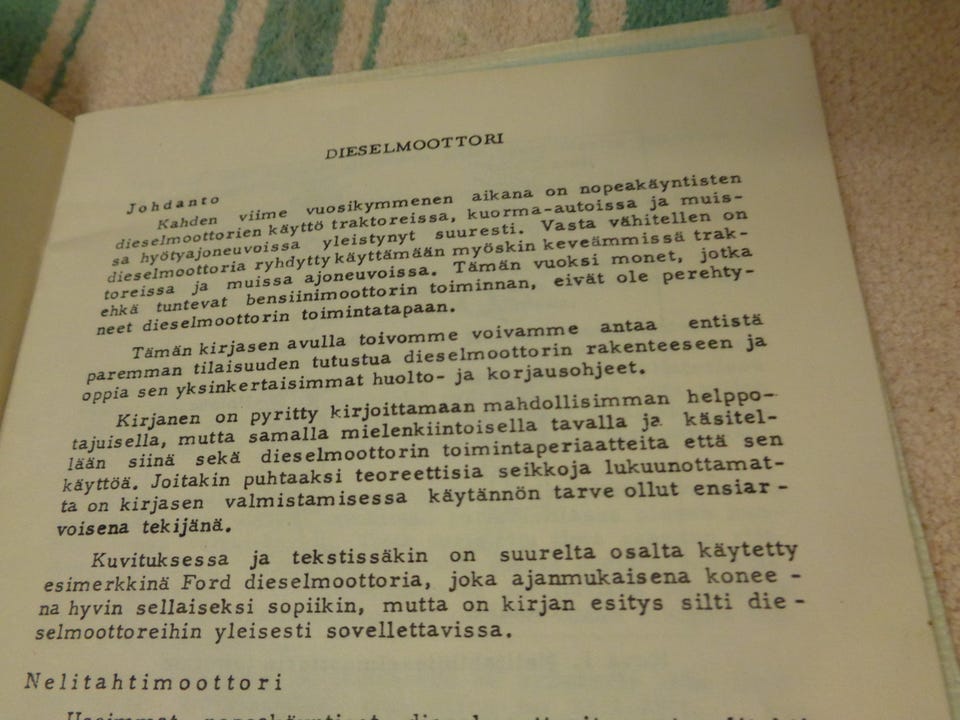 DIESELMOOTTORI
Johdanto
Kahden viime vuosikymmenen aikana on nopeakäyntisten
dieselmoottorien käyttö traktoreissa, kuorma-autoissa ja muis-
sa hyötyajoneuvoissa yleistynyt suuresti. Vasta vähitellen on
dieselmoottoria ryhdytty käyttämään myöskin keveämmissä trak-
toreissa ja muissa ajoneuvoissa. Tämän vuoksi monet, jotka
ehkä tuntevat bensiinimoottorin toiminnan, eivät ole perehty-
neet dieselmoottorin toimintatapaan.
Tämän kirjasen avulla toivomme voivamme antaa entistä
paremman tilaisuuden tutustua dieselmoottorin rakenteeseen ja
oppia sen yksinkertaisimmat huolto- ja korjausohjeet.
Kirjanen on pyritty kirjoittamaan mahdollisimman helppo-
tajuisella, mutta samalla mielenkiintoisella tavalla ja käsitel-
lään siinä sekä dieselmoottorin toimintaperiaatteita että sen
käyttöä. Joitakin puhtaaksi teoreettisia seikkoja lukuunottamat-
ta on kirjasen valmistamisessa käytännön tarve ollut ensiar-
voisena tekijänä.
Kuvituksessa ja tekstissäkin on suurelta osalta käytetty
esimerkkinä Ford dieselmoottoria, joka ajanmukaisena konee-
na hyvin sellaiseksi sopiikin, mutta on kirjan esitys silti die-
selmoottoreihin yleisesti sovellettavissa.
Nelitahtimoottori